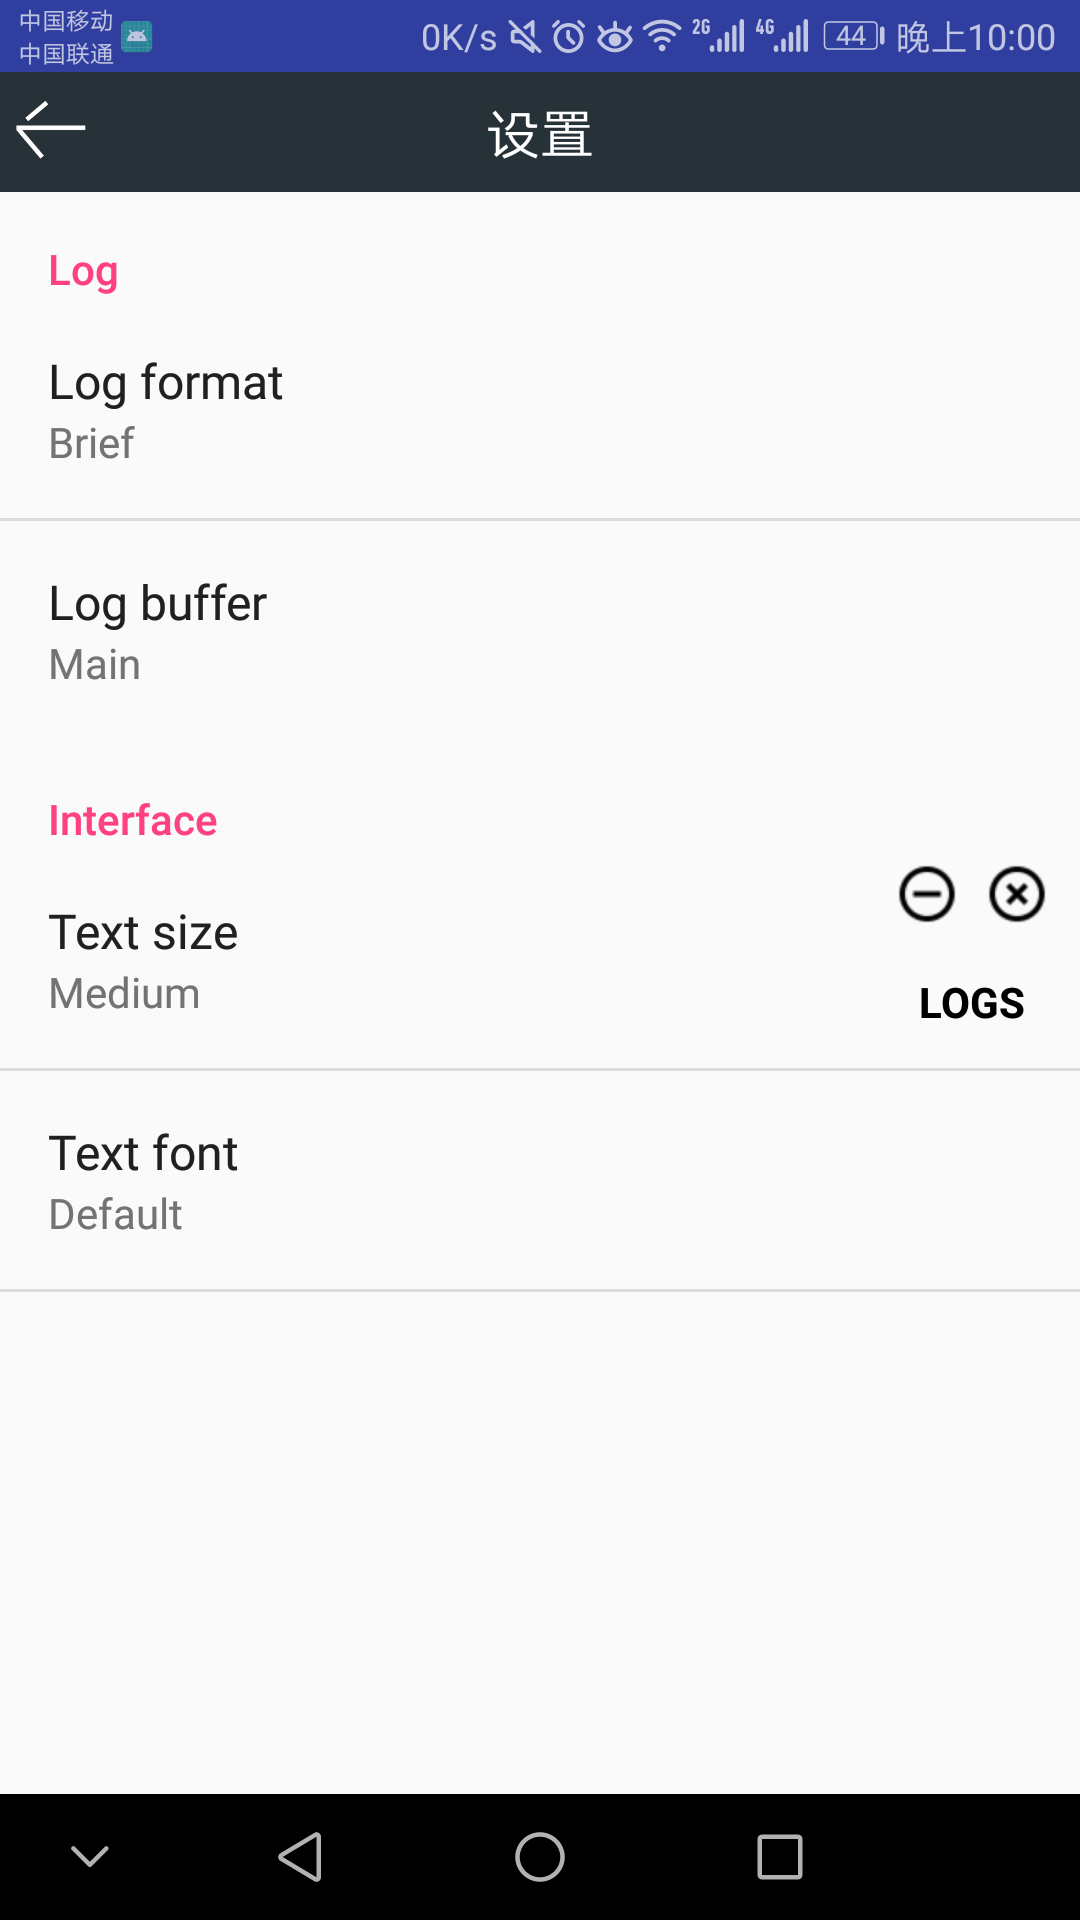 中国移动
中国联通
0K/s 2G 4G 44 晚上10:00
设置
Log
Log format
Brief
Log buffer
Main
Interface
Text size
Medium
LOGS
Text font
Default